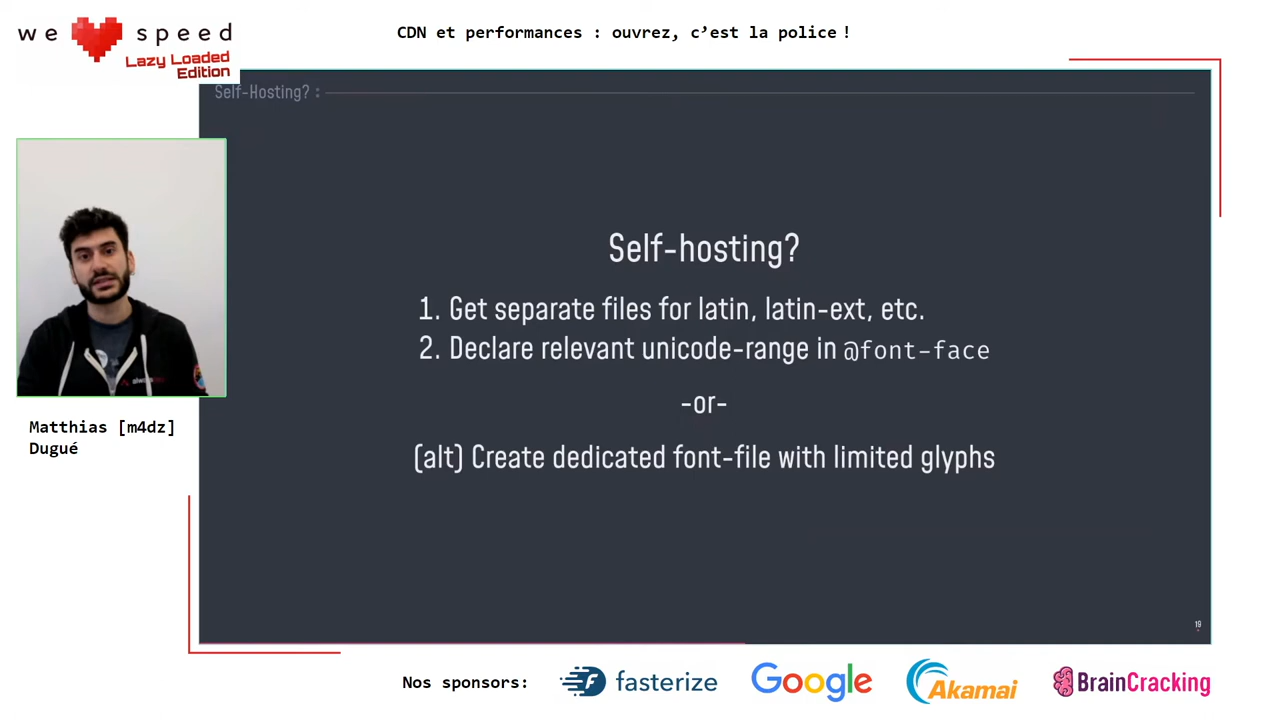 we speed
Lazy Loaded
Edition
CDN et performances : ouvrez, c’est la police !
Self-Hosting? :
Self-hosting?
1. Get separate files for latin, latin-ext, etc.
2. Declare relevant unicode-range in @font-face
-or-
(alt) Create dedicated font-file with limited glyphs
19
Matthias [m4dz]
Dugué
Nos sponsors:
fasterize
Google
Akamai
BrainCracking